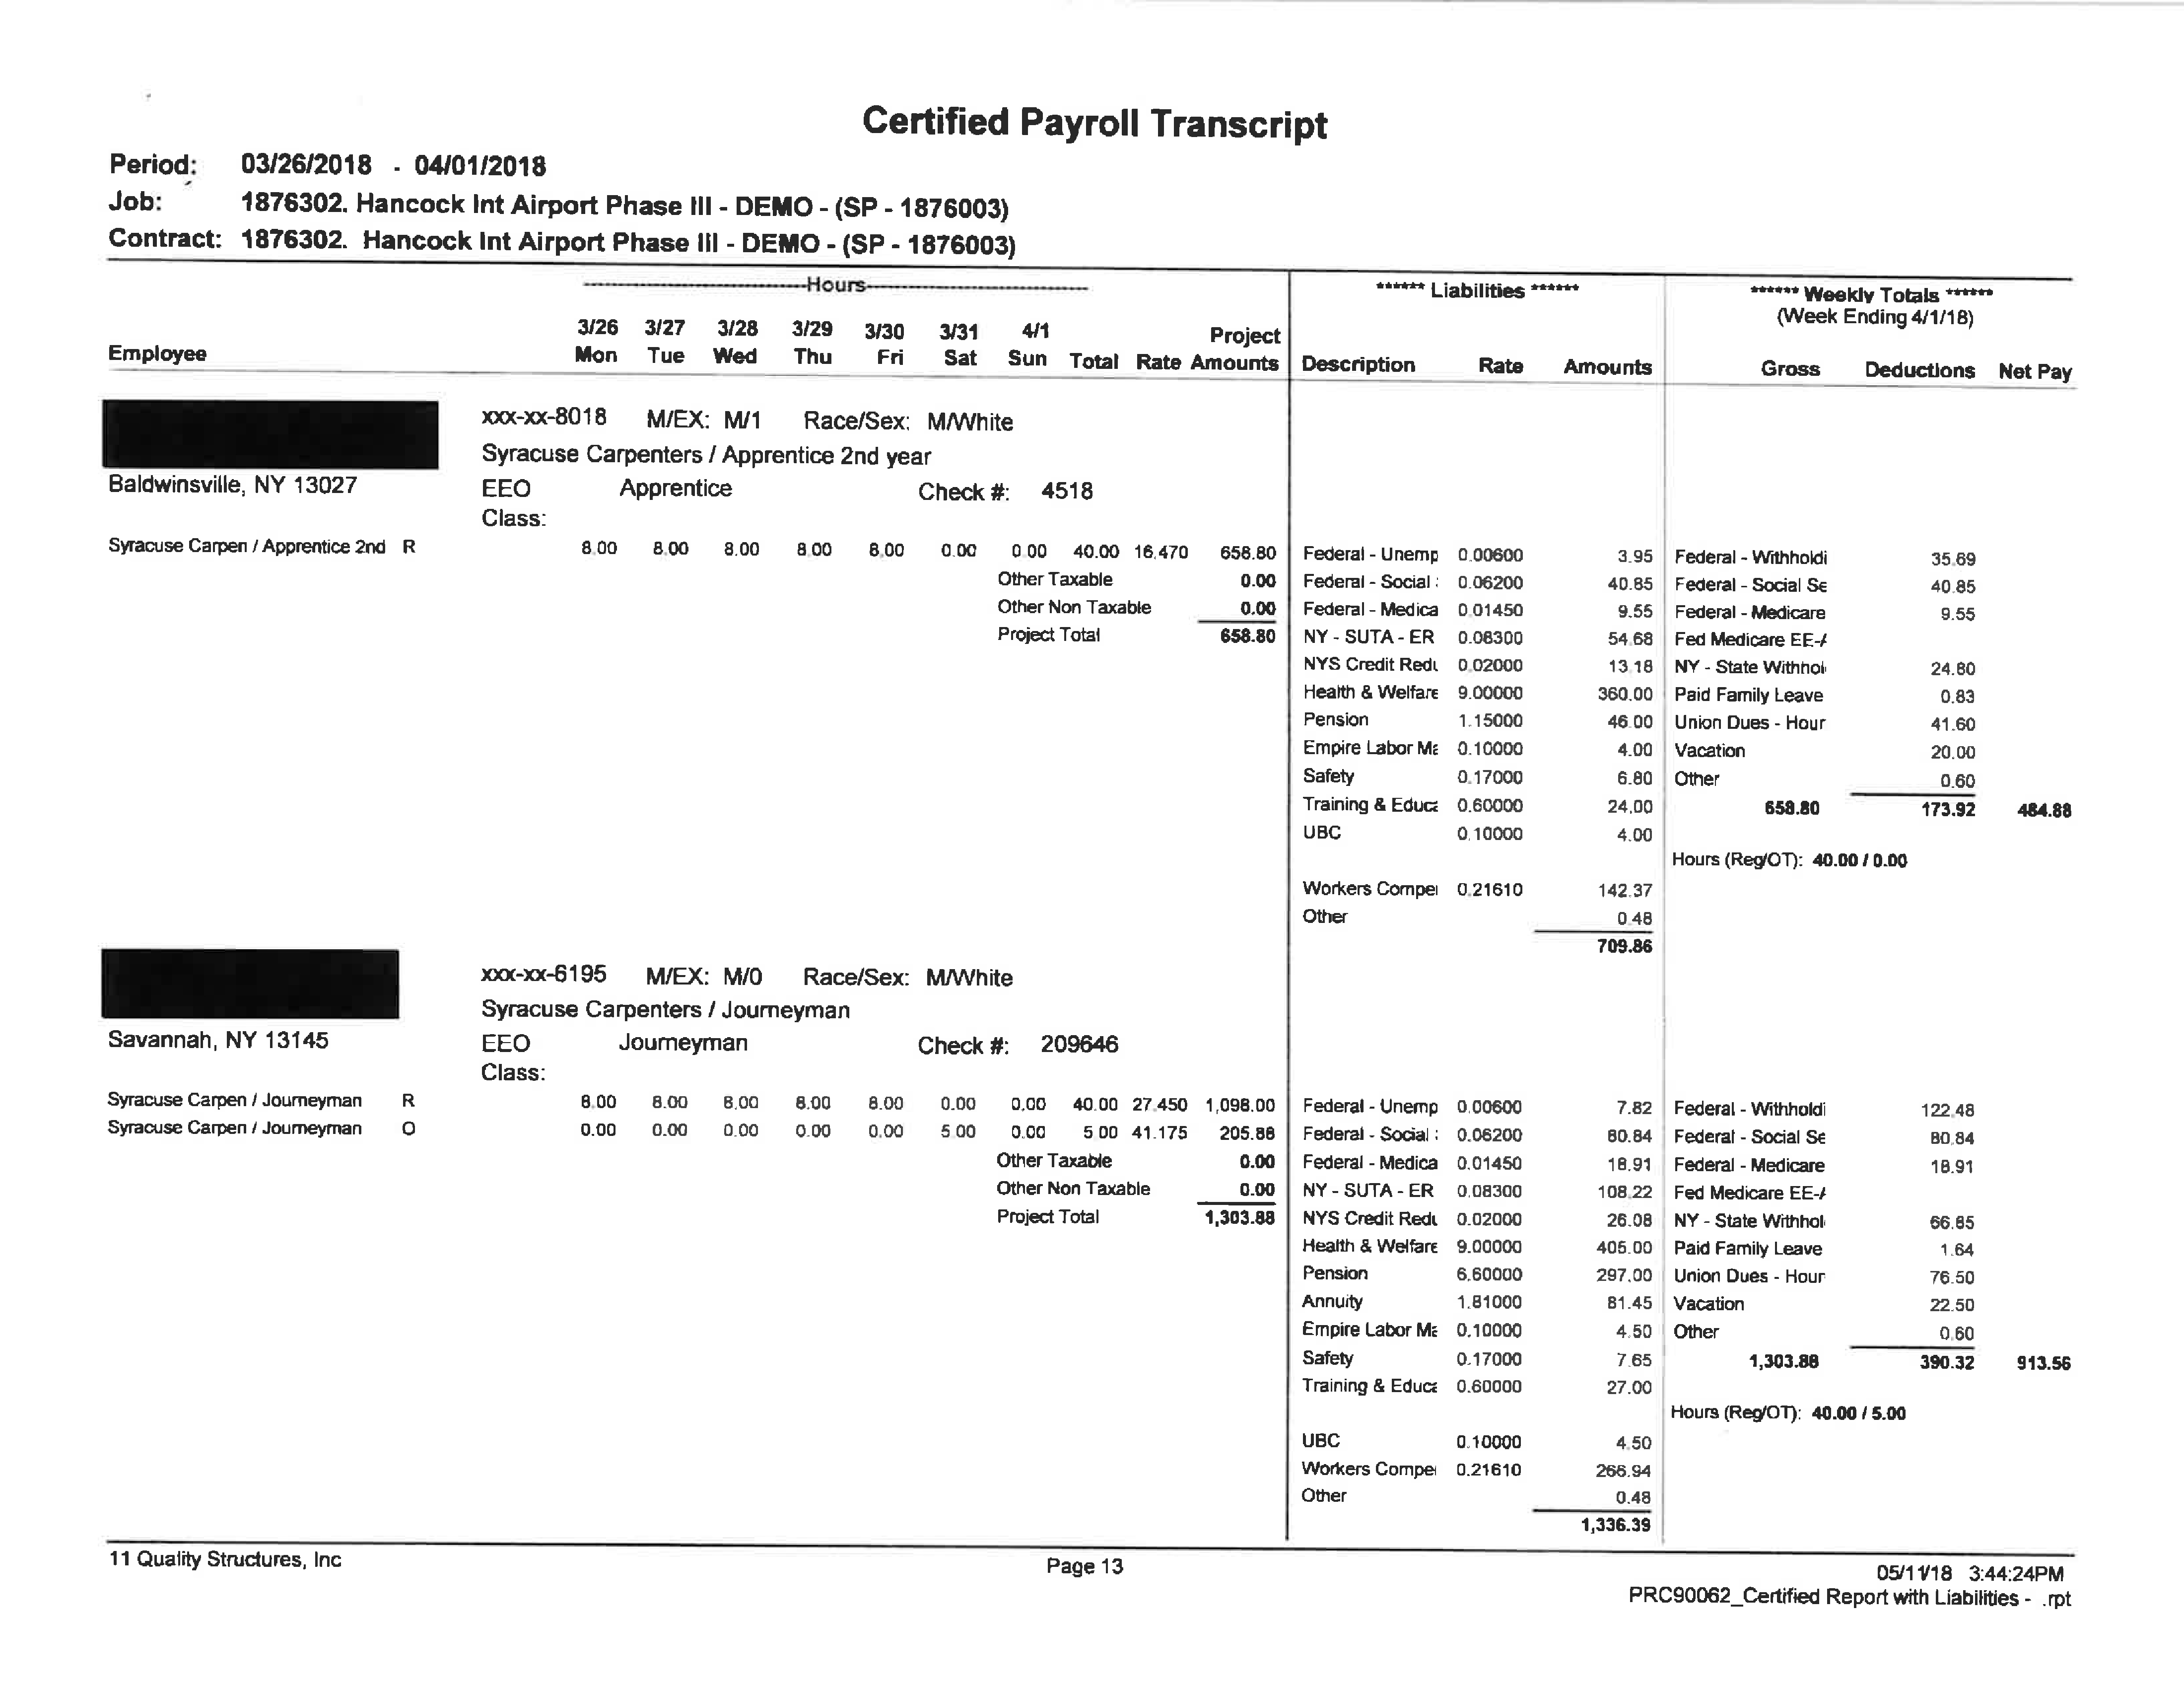 Certified Payroll Transcript
Period: 03/26/2018 - 04/01/2018
Job: 1876302. Hancock Int Airport Phase III - DEMO - (SP - 1876003)
Contract: 1876302. Hancock Int Airport Phase III - DEMO - (SP - 1876003)
Hours ****** Liabilities ****** ****** Weekly Totals ******
(Week Ending 4/1/18)
3/26 3/27 3/28 3/29 3/30 3/31 4/1 Project
Employee Mon Tue Wed Thu Fri Sat Sun Total Rate Amounts Description Rate Amounts Gross Deductions Net Pay
xxx-xx-8018 M/EX: M/1 Race/Sex: M/White
Syracuse Carpenters / Apprentice 2nd year
Baldwinsville, NY 13027 EEO Apprentice Check #: 4518
Class:
Syracuse Carpen / Apprentice 2nd R 8.00 8.00 8.00 8.00 8.00 0.00 0.00 40.00 16.470 658.80 Federal - Unemp 0.00600 3.95 Federal - Withholdi 35.69
Other Taxable 0.00 Federal - Social 0.06200 40.85 Federal - Social Se 40.85
Other Non Taxable 0.00 Federal - Medica 0.01450 9.55 Federal - Medicare 9.55
Project Total 658.80 NY - SUTA - ER 0.08300 54.68 Fed Medicare EE-A
NYS Credit Redu 0.02000 13.18 NY - State Withhol 24.80
Health & Welfare 9.00000 360.00 Paid Family Leave 0.83
Pension 1.15000 46.00 Union Dues - Hour 41.60
Empire Labor Ma 0.10000 4.00 Vacation 20.00
Safety 0.17000 6.80 Other 0.60
Training & Educa 0.60000 24.00 658.80 173.92 484.88
UBC 0.10000 4.00
Hours (Reg/OT): 40.00 / 0.00
Workers Compe 0.21610 142.37
Other 0.48
709.86
xxx-xx-6195 M/EX: M/0 Race/Sex: M/White
Syracuse Carpenters / Journeyman
Savannah, NY 13145 EEO Journeyman Check #: 209646
Class:
Syracuse Carpen / Journeyman R 8.00 8.00 8.00 8.00 8.00 0.00 0.00 40.00 27.450 1,098.00 Federal - Unemp 0.00600 7.82 Federal - Withholdi 122.48
Syracuse Carpen / Journeyman O 0.00 0.00 0.00 0.00 0.00 5.00 0.00 5.00 41.175 205.88 Federal - Social 0.06200 80.84 Federal - Social Se 80.84
Other Taxable 0.00 Federal - Medica 0.01450 18.91 Federal - Medicare 18.91
Other Non Taxable 0.00 NY - SUTA - ER 0.08300 108.22 Fed Medicare EE-A
Project Total 1,303.88 NYS Credit Redu 0.02000 26.08 NY - State Withhol 66.85
Health & Welfare 9.00000 405.00 Paid Family Leave 1.64
Pension 6.60000 297.00 Union Dues - Hour 76.50
Annuity 1.81000 81.45 Vacation 22.50
Empire Labor Ma 0.10000 4.50 Other 0.60
Safety 0.17000 7.65 1,303.88 390.32 913.56
Training & Educa 0.60000 27.00
Hours (Reg/OT): 40.00 / 5.00
UBC 0.10000 4.50
Workers Compe 0.21610 266.94
Other 0.48
1,336.39
11 Quality Structures, Inc Page 13 05/11/18 3:44:24PM
PRC90062_Certified Report with Liabilities - .rpt